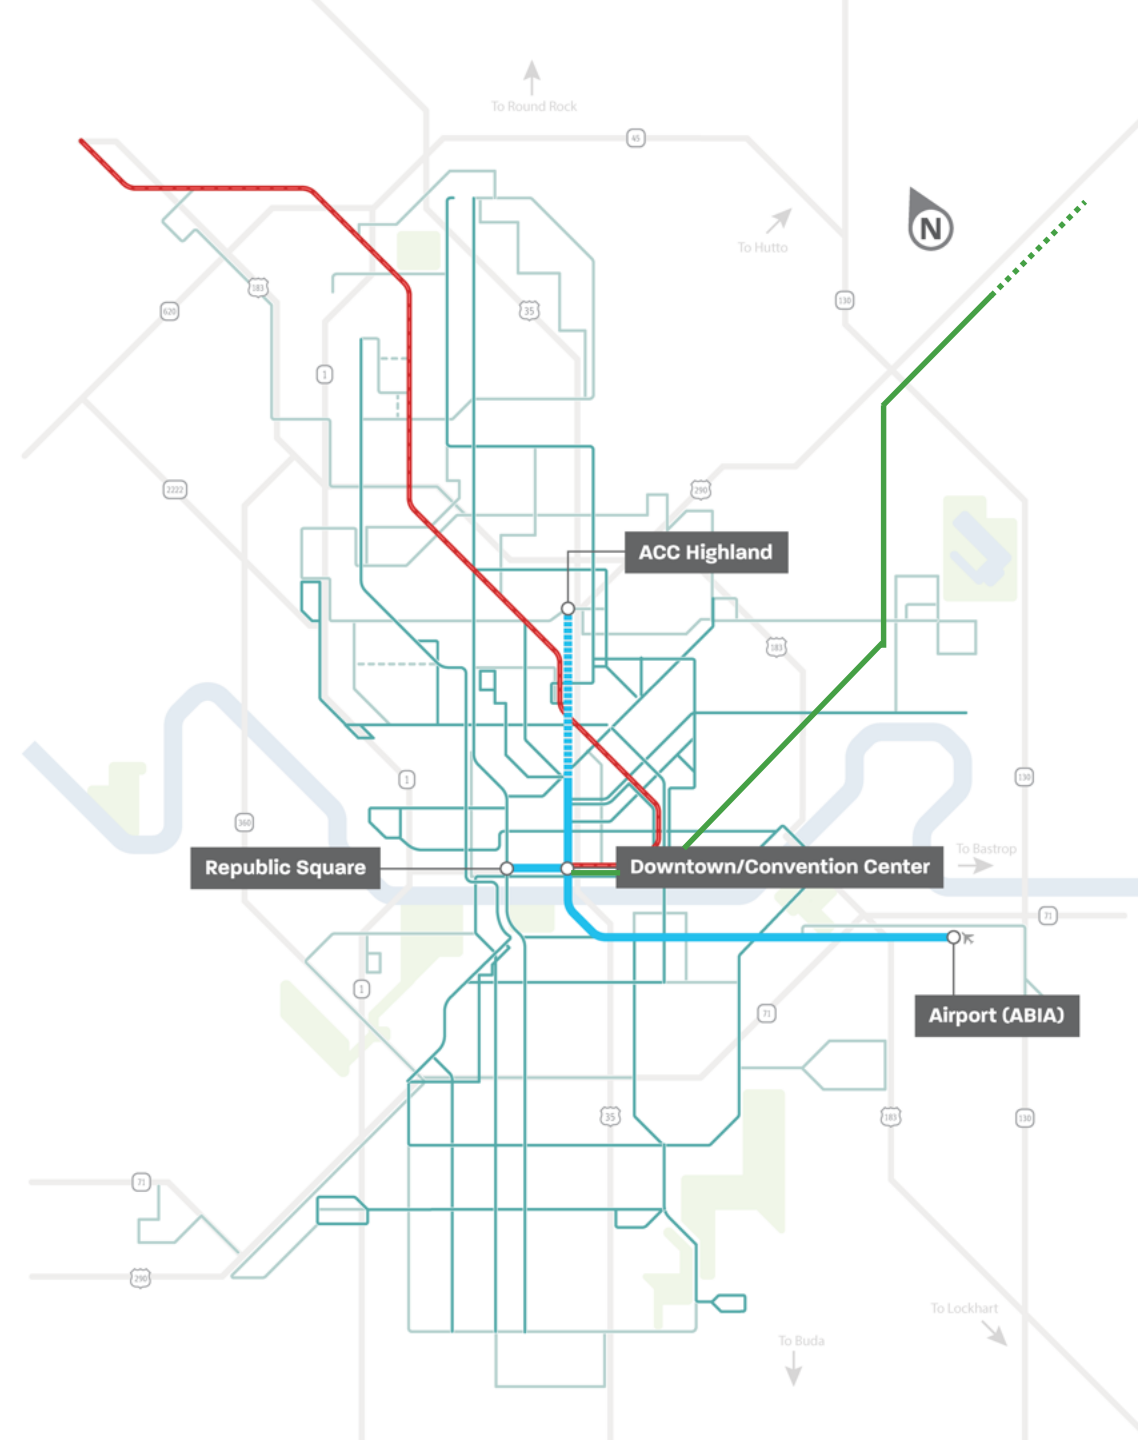 To Round Rock
45
N
To Hutto
183
130
620
35
1
2222
290
ACC Highland
183
1
130
360
Republic Square
Downtown/Convention Center
To Bastrop
71
1
Airport (ABIA)
71
35
183
130
71
290
To Lockhart
To Buda